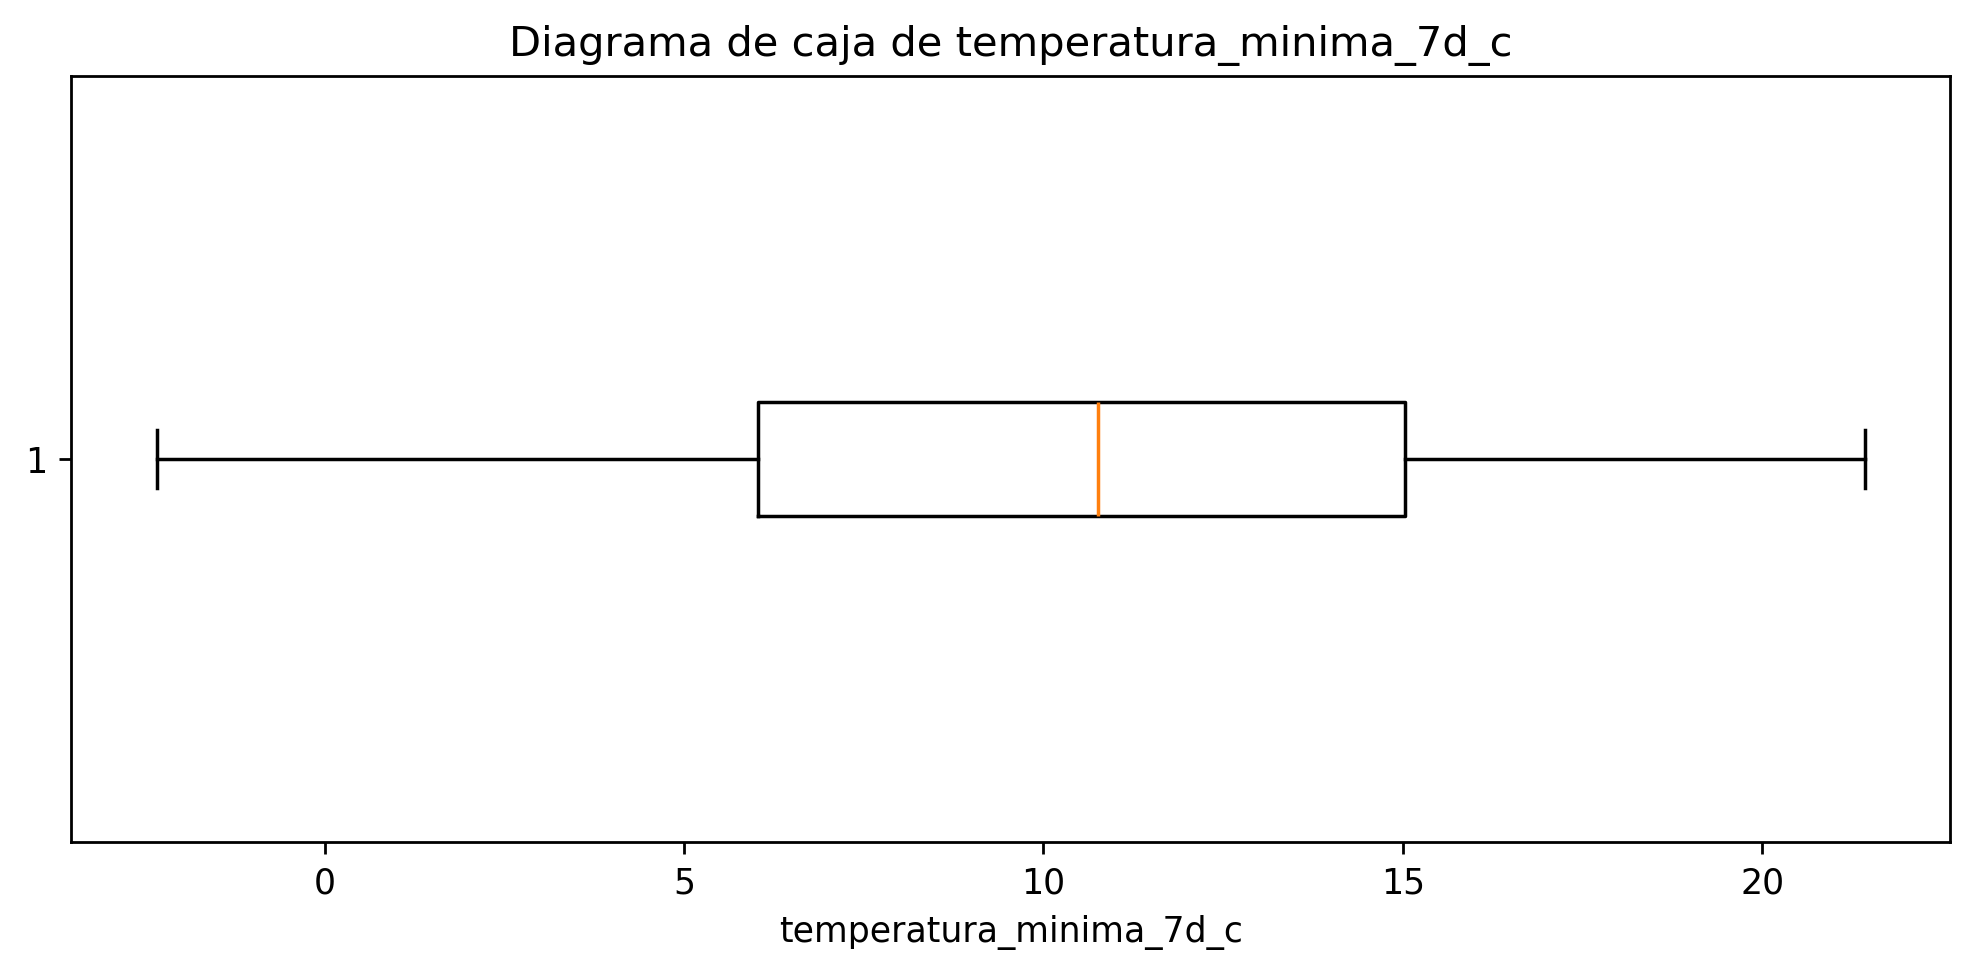 Diagrama de caja de temperatura_minima_7d_c
1
0 5 10 15 20
temperatura_minima_7d_c